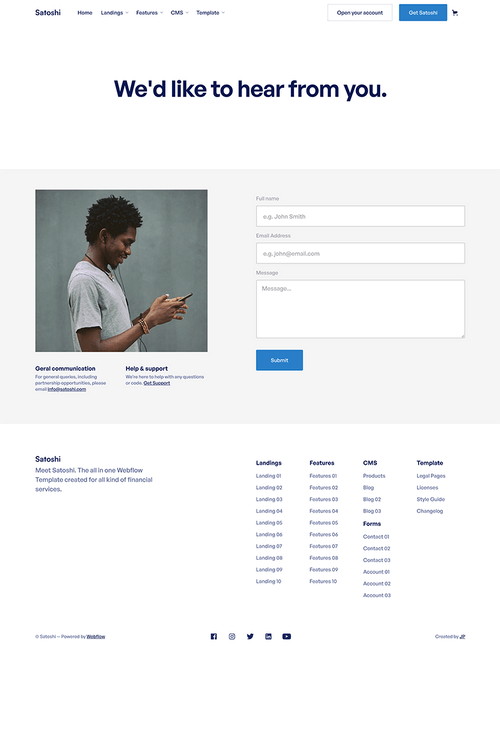 Satoshi
Home Landings Features CMS Template
Open your account
Get Satoshi
We'd like to hear from you.
Full name
e.g. John Smith
Email Address
e.g. john@email.com
Message
Message...
Submit
Geral communication
For general queries, including
partnership opportunities, please
email info@satoshi.com
Help & support
We're here to help with any questions
or code. Get Support
Satoshi
Meet Satoshi. The all in one Webflow
Template created for all kind of financial
services.
Landings
Landing 01
Landing 02
Landing 03
Landing 04
Landing 05
Landing 06
Landing 07
Landing 08
Landing 09
Landing 10
Features
Features 01
Features 02
Features 03
Features 04
Features 05
Features 06
Features 07
Features 08
Features 09
Features 10
CMS
Products
Blog
Blog 02
Blog 03
Forms
Contact 01
Contact 02
Contact 03
Account 01
Account 02
Account 03
Template
Legal Pages
Licenses
Style Guide
Changelog
© Satoshi — Powered by Webflow
Created by